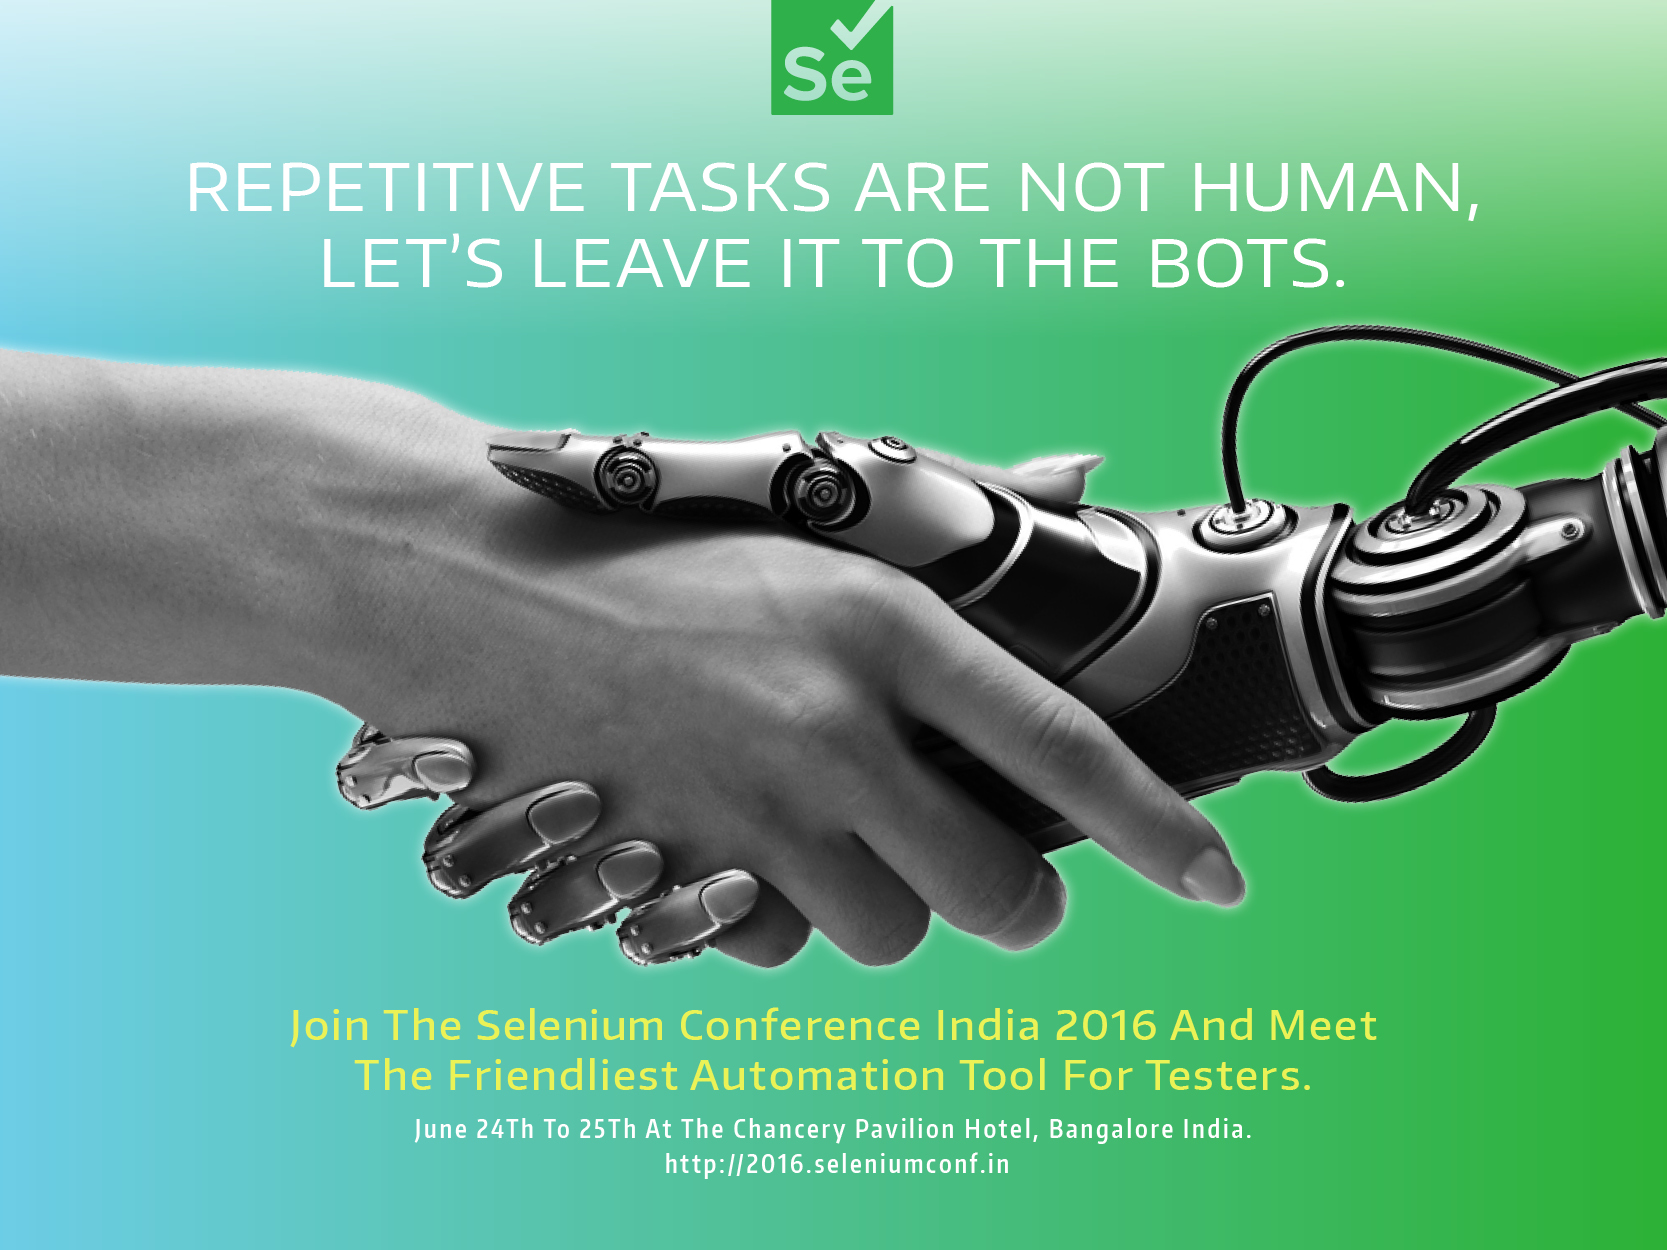 Se
REPETITIVE TASKS ARE NOT HUMAN,
LET’S LEAVE IT TO THE BOTS.
Join The Selenium Conference India 2016 And Meet
The Friendliest Automation Tool For Testers.
June 24Th To 25Th At The Chancery Pavilion Hotel, Bangalore India.
http://2016.seleniumconf.in